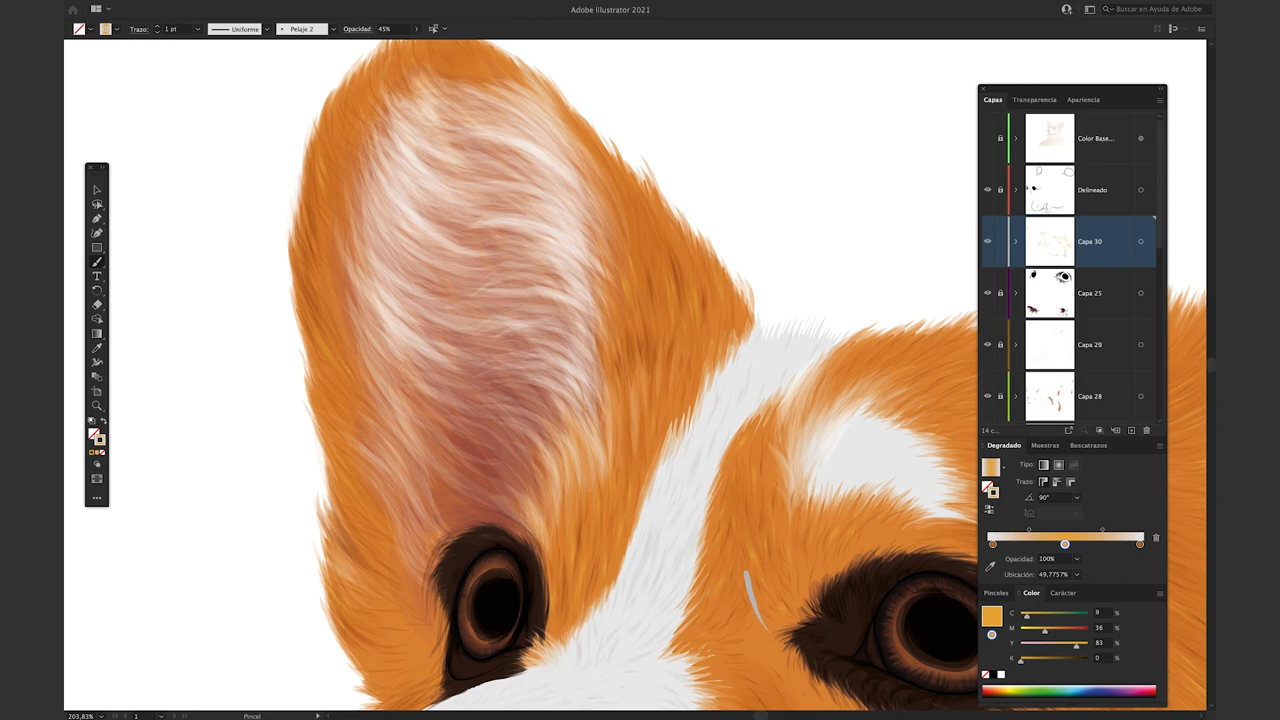 Adobe Illustrator 2021
Buscar en Ayuda de Adobe
Trazo: 1 pt Uniforme Pelaje 2 Opacidad: 45%
Capas Transparencia Apariencia
Color Base...
Delineado
Capa 30
Capa 25
Capa 29
Capa 28
14 c...
Degradado Muestras Buscatrazos
Tipo:
Trazo:
90°
Opacidad: 100%
Ubicación: 49,7757%
Pinceles Color Carácter
C 9 %
M 36 %
Y 83 %
K 0 %
203,83% 1 Pincel